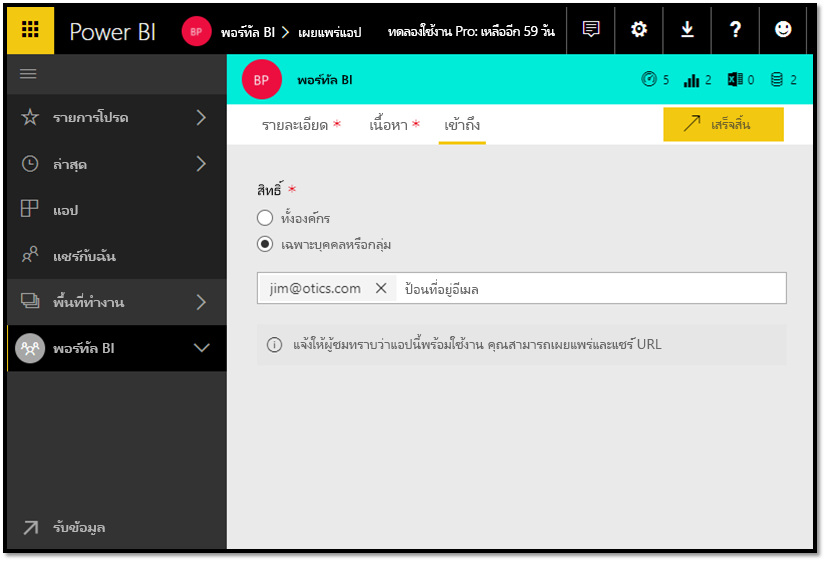 Power BI BP พอร์ทัล BI > เผยแพร่แอป ทดลองใช้งาน Pro: เหลืออีก 59 วัน
BP พอร์ทัล BI 5 2 0 2
รายละเอียด * เนื้อหา * เข้าถึง เสร็จสิ้น
รายการโปรด
ล่าสุด
แอป
แชร์กับฉัน
พื้นที่ทำงาน
พอร์ทัล BI
รับข้อมูล
สิทธิ์ *
ทั้งองค์กร
เฉพาะบุคคลหรือกลุ่ม
jim@otics.com ป้อนที่อยู่อีเมล
แจ้งให้ผู้ชมทราบว่าแอปนี้พร้อมใช้งาน คุณสามารถเผยแพร่และแชร์ URL